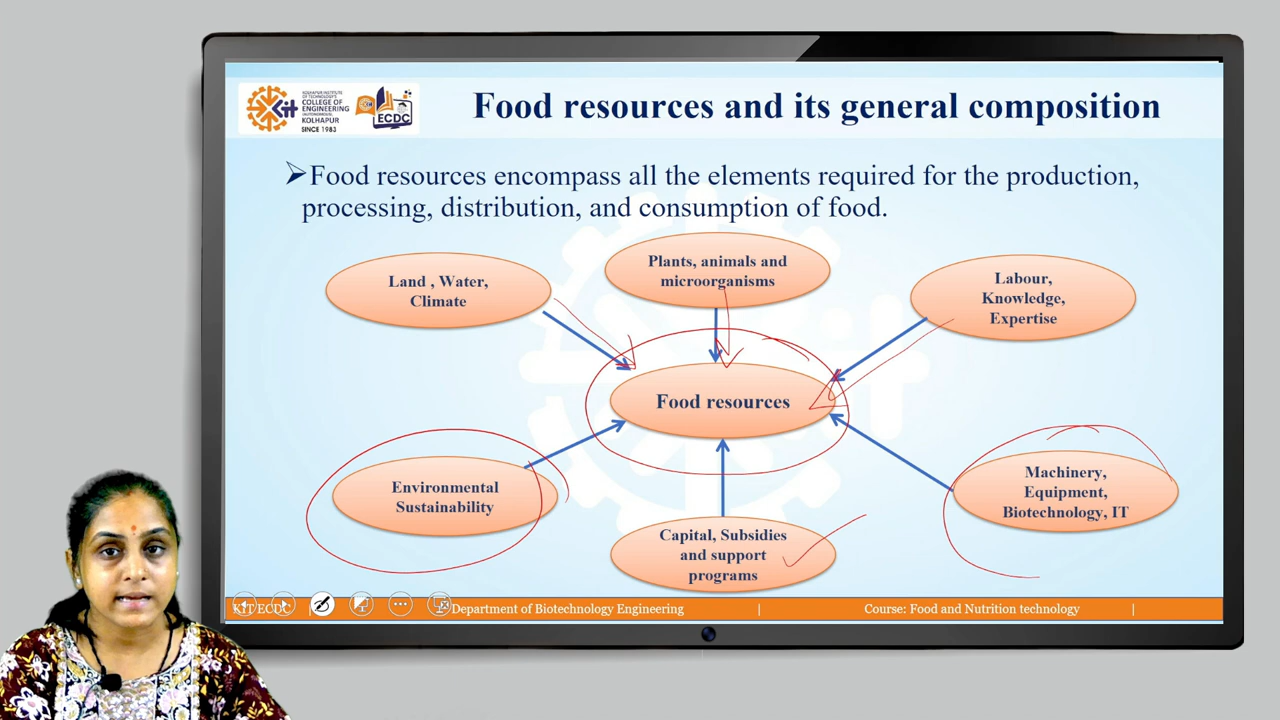 KOLHAPUR INSTITUTE
OF TECHNOLOGY'S
COLLEGE OF
ENGINEERING
(AUTONOMOUS),
KOLHAPUR
SINCE 1983
KIT
ECDC
Food resources and its general composition
Food resources encompass all the elements required for the production,
processing, distribution, and consumption of food.
Land , Water,
Climate
Plants, animals and
microorganisms
Labour,
Knowledge,
Expertise
Food resources
Environmental
Sustainability
Capital, Subsidies
and support
programs
Machinery,
Equipment,
Biotechnology, IT
KIT ECDC | Department of Biotechnology Engineering | Course: Food and Nutrition technology |